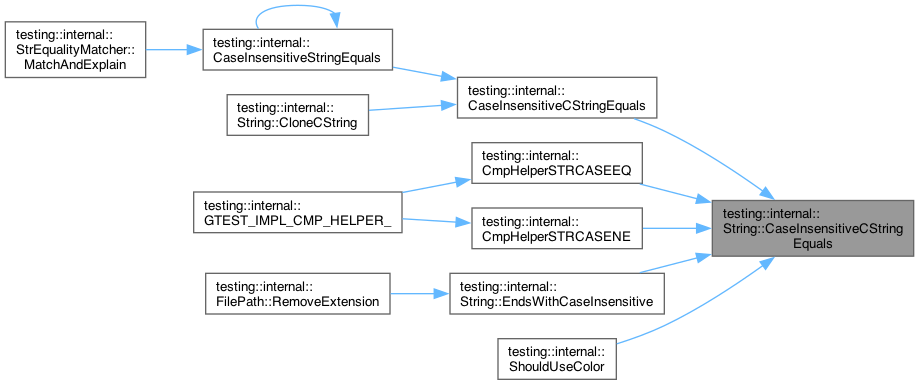 testing::internal::
StrEqualityMatcher::
MatchAndExplain
testing::internal::
CaseInsensitiveStringEquals
testing::internal::
CaseInsensitiveCStringEquals
testing::internal::
String::CloneCString
testing::internal::
CmpHelperSTRCASEEQ
testing::internal::
GTEST_IMPL_CMP_HELPER_
testing::internal::
CmpHelperSTRCASENE
testing::internal::
String::CaseInsensitiveCString
Equals
testing::internal::
FilePath::RemoveExtension
testing::internal::
String::EndsWithCaseInsensitive
testing::internal::
ShouldUseColor